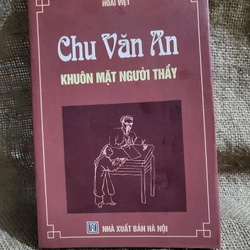 HOÀI VIỆT
Chu Văn An
KHUÔN MẶT NGƯỜI THẦY
NHÀ XUẤT BẢN HÀ NỘI